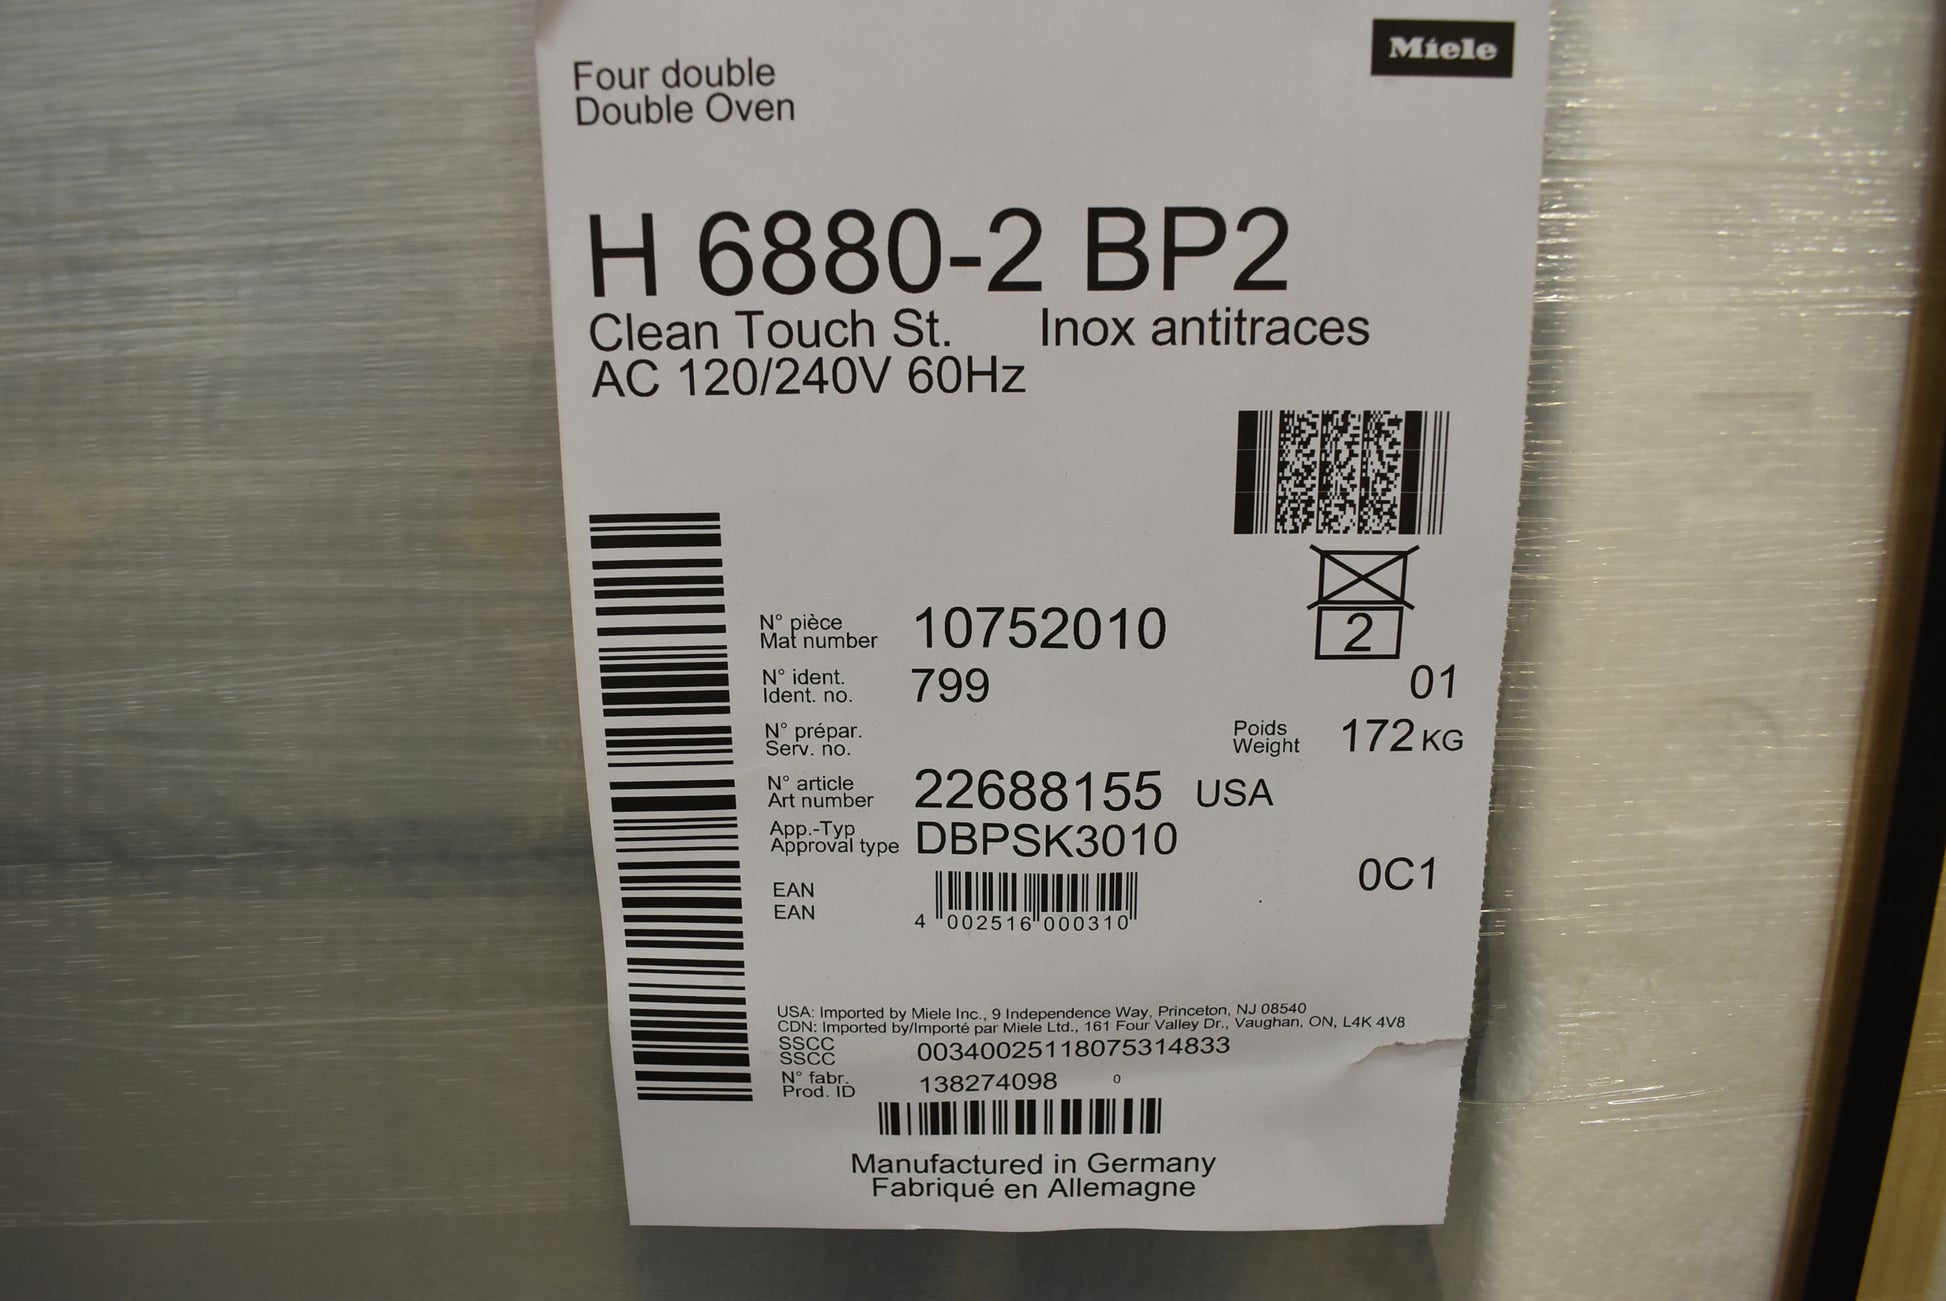 Miele
Four double
Double Oven
H 6880-2 BP2
Clean Touch St. Inox antitraces
AC 120/240V 60Hz
2
N° pièce
Mat number 10752010
N° ident.
Ident. no. 799
01
N° prépar.
Serv. no.
Poids
Weight 172 KG
N° article
Art number 22688155 USA
App.-Typ
Approval type DBPSK3010
0C1
EAN
EAN
4 002516 000310
USA: Imported by Miele Inc., 9 Independence Way, Princeton, NJ 08540
CDN: Imported by/Importé par Miele Ltd., 161 Four Valley Dr., Vaughan, ON, L4K 4V8
SSCC
SSCC 00340025118075314833
N° fabr.
Prod. ID 138274098 0
Manufactured in Germany
Fabriqué en Allemagne